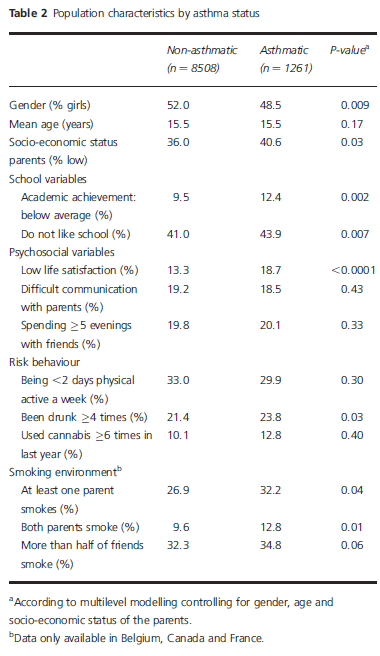 Table 2 Population characteristics by asthma status
Non-asthmatic Asthmatic P-valueᵃ
(n = 8508) (n = 1261)
Gender (% girls) 52.0 48.5 0.009
Mean age (years) 15.5 15.5 0.17
Socio-economic status 36.0 40.6 0.03
parents (% low)
School variables
Academic achievement: 9.5 12.4 0.002
below average (%)
Do not like school (%) 41.0 43.9 0.007
Psychosocial variables
Low life satisfaction (%) 13.3 18.7 <0.0001
Difficult communication 19.2 18.5 0.43
with parents (%)
Spending ≥5 evenings 19.8 20.1 0.33
with friends (%)
Risk behaviour
Being <2 days physical 33.0 29.9 0.30
active a week (%)
Been drunk ≥4 times (%) 21.4 23.8 0.03
Used cannabis ≥6 times in 10.1 12.8 0.40
last year (%)
Smoking environmentᵇ
At least one parent 26.9 32.2 0.04
smokes (%)
Both parents smoke (%) 9.6 12.8 0.01
More than half of friends 32.3 34.8 0.06
smoke (%)
ᵃAccording to multilevel modelling controlling for gender, age and
socio-economic status of the parents.
ᵇData only available in Belgium, Canada and France.